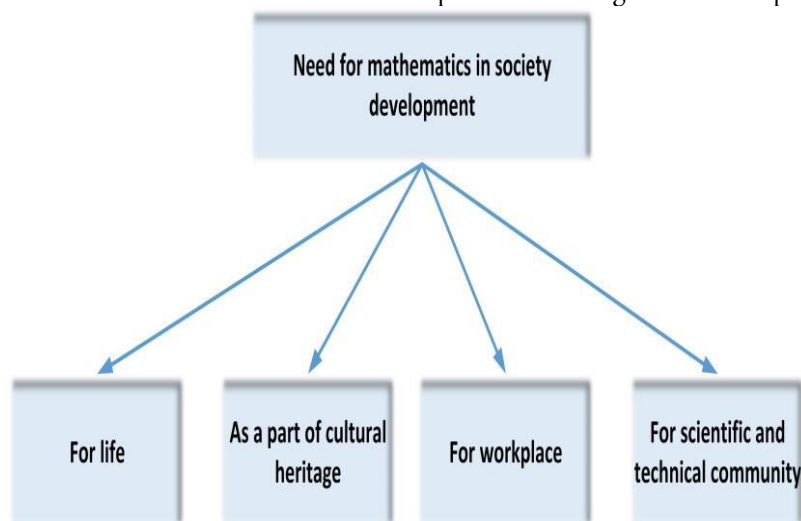 Need for mathematics in society
development
For life
As a part of cultural
heritage
For workplace
For scientific and
technical community